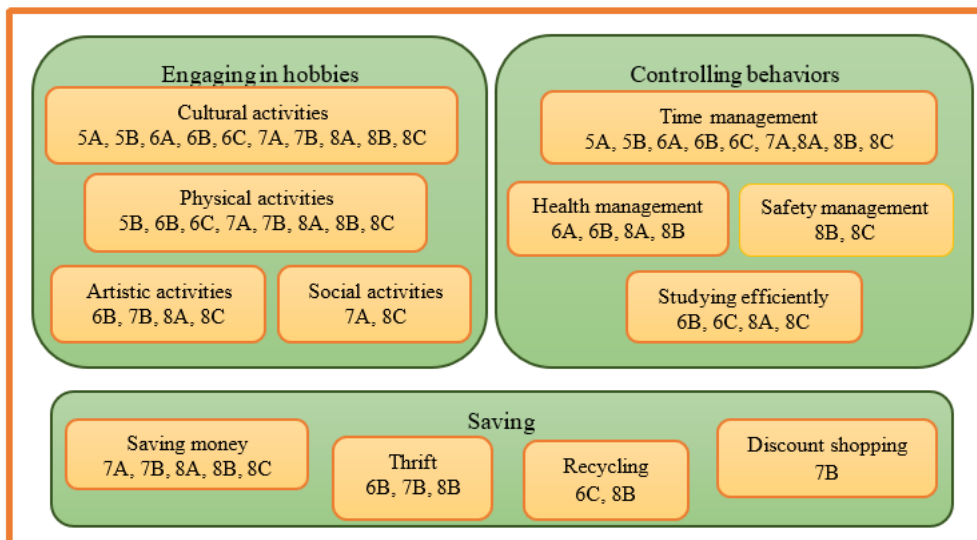 Engaging in hobbies
Cultural activities
5A, 5B, 6A, 6B, 6C, 7A, 7B, 8A, 8B, 8C
Physical activities
5B, 6B, 6C, 7A, 7B, 8A, 8B, 8C
Artistic activities
6B, 7B, 8A, 8C
Social activities
7A, 8C
Controlling behaviors
Time management
5A, 5B, 6A, 6B, 6C, 7A,8A, 8B, 8C
Health management
6A, 6B, 8A, 8B
Safety management
8B, 8C
Studying efficiently
6B, 6C, 8A, 8C
Saving
Saving money
7A, 7B, 8A, 8B, 8C
Thrift
6B, 7B, 8B
Recycling
6C, 8B
Discount shopping
7B